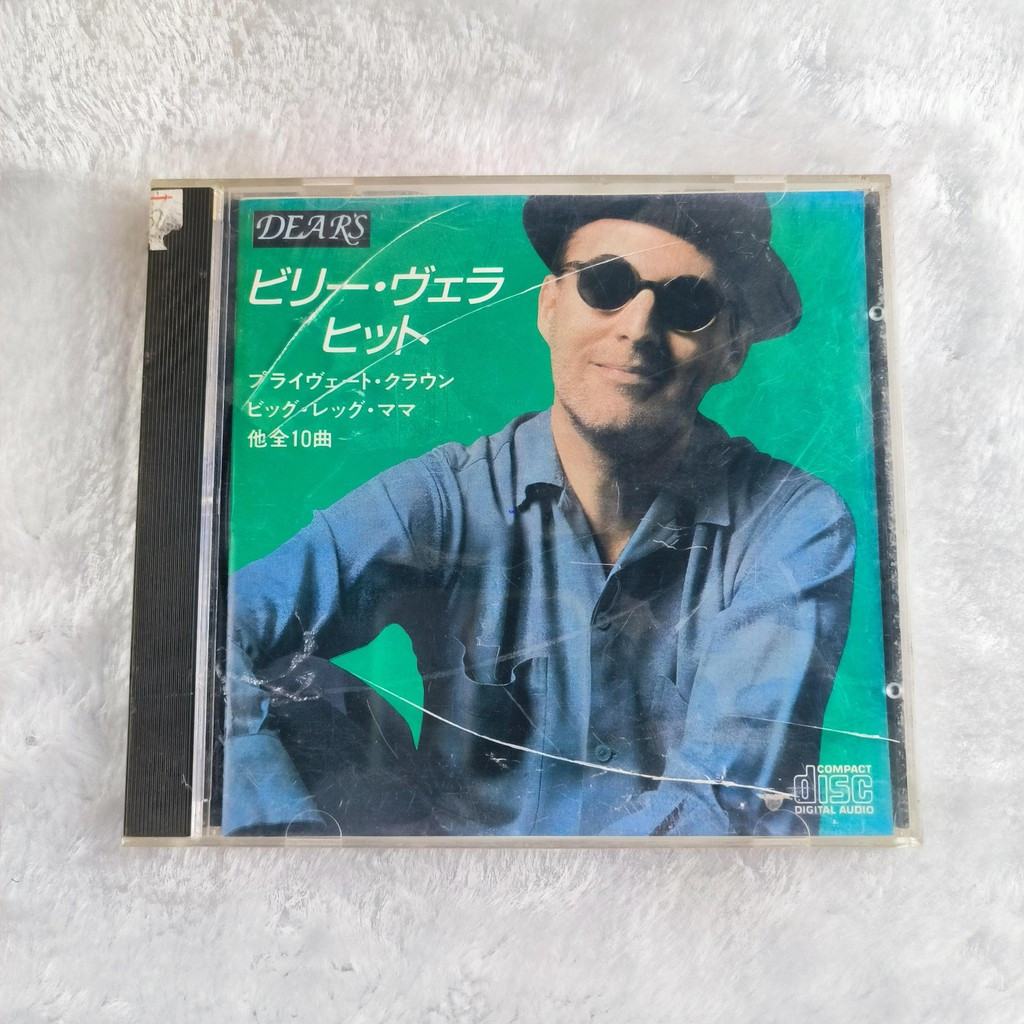 DEAR'S
ビリー・ヴェラ
ヒット
プライヴェート・クラウン
ビッグ・レッグ・ママ
他全10曲
COMPACT
disc
DIGITAL AUDIO